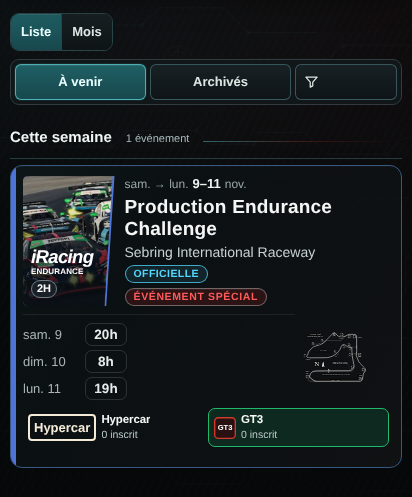 Liste
Mois
À venir
Archivés
Cette semaine
1 événement
sam. → lun. 9–11 nov.
Production Endurance
Challenge
Sebring International Raceway
OFFICIELLE
ÉVÉNEMENT SPÉCIAL
iRacing
ENDURANCE
2H
sam. 9
20h
dim. 10
8h
lun. 11
19h
Hypercar
Hypercar
0 inscrit
GT3
GT3
0 inscrit